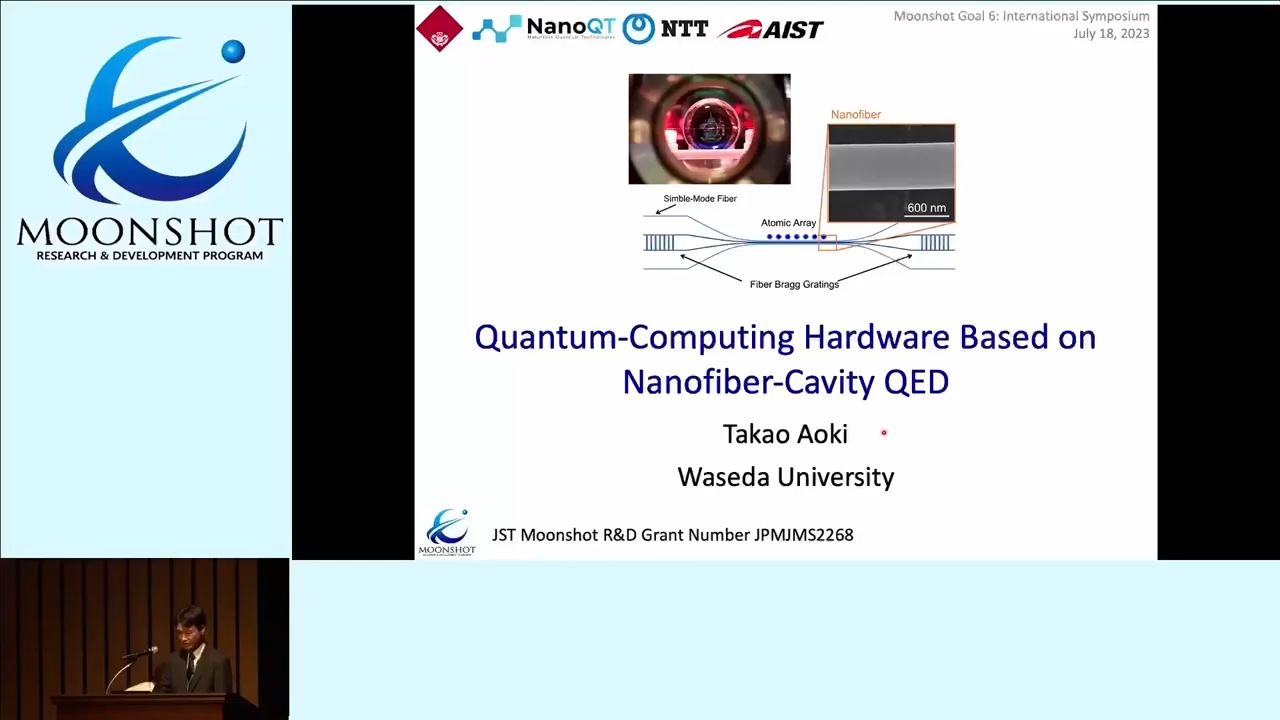 MOONSHOT
RESEARCH & DEVELOPMENT PROGRAM
NanoQT
NTT
AIST
Moonshot Goal 6: International Symposium
July 18, 2023
Nanofiber
600 nm
Simble-Mode Fiber
Atomic Array
Fiber Bragg Gratings
Quantum-Computing Hardware Based on
Nanofiber-Cavity QED
Takao Aoki
Waseda University
MOONSHOT
JST Moonshot R&D Grant Number JPMJMS2268